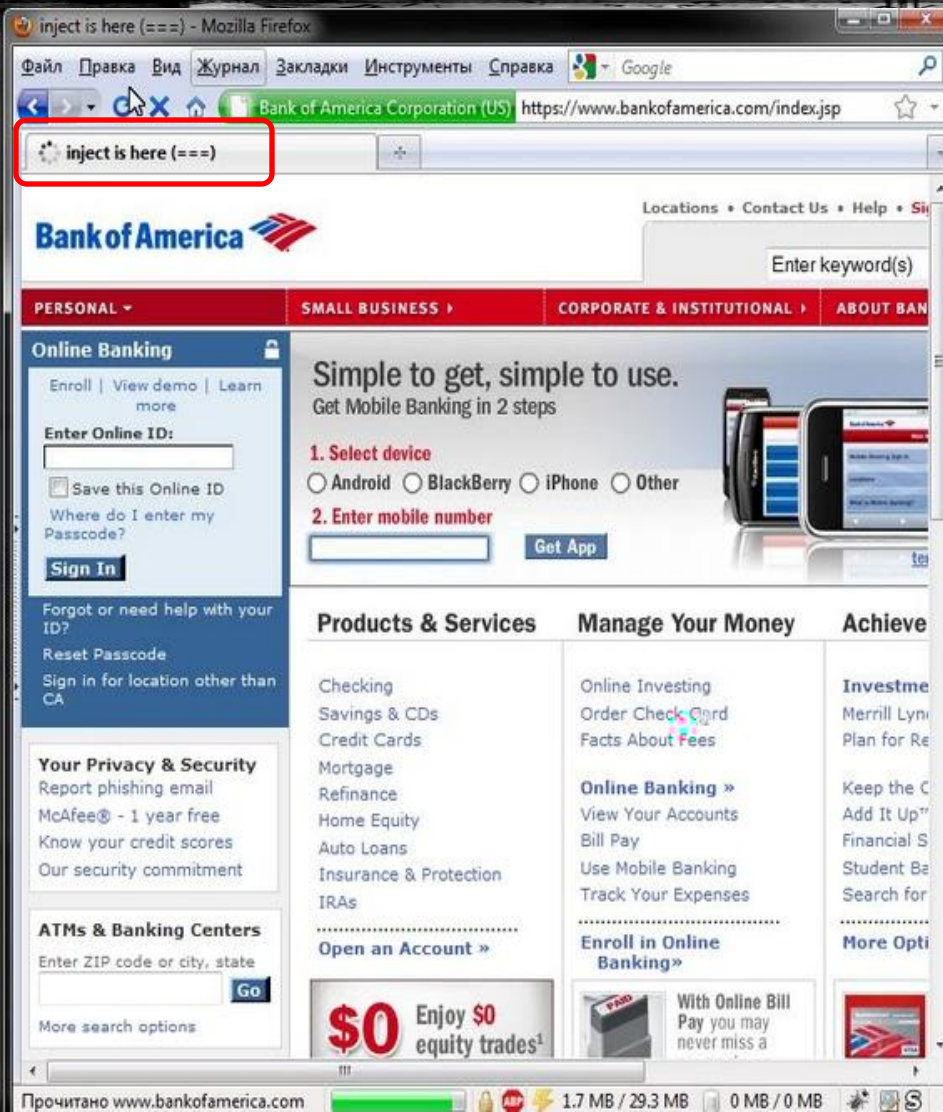 inject is here (===) - Mozilla Firefox
Файл Правка Вид Журнал Закладки Инструменты Справка Google
Bank of America Corporation (US) https://www.bankofamerica.com/index.jsp
inject is here (===)
Locations • Contact Us • Help •
Bank of America
Enter keyword(s)
PERSONAL SMALL BUSINESS CORPORATE & INSTITUTIONAL ABOUT
Online Banking
Enroll | View demo | Learn
more
Enter Online ID:
Save this Online ID
Where do I enter my
Passcode?
Sign In
Forgot or need help with your
ID?
Reset Passcode
Sign in for location other than
CA
Simple to get, simple to use.
Get Mobile Banking in 2 steps
1. Select device
Android BlackBerry iPhone Other
2. Enter mobile number
Get App
Your Privacy & Security
Report phishing email
McAfee® - 1 year free
Know your credit scores
Our security commitment
ATMs & Banking Centers
Enter ZIP code or city, state
Go
More search options
Products & Services
Checking
Savings & CDs
Credit Cards
Mortgage
Refinance
Home Equity
Auto Loans
Insurance & Protection
IRAs
Open an Account »
$0 Enjoy $0
equity trades¹
Manage Your Money
Online Investing
Order Check Card
Facts About Fees
Online Banking »
View Your Accounts
Bill Pay
Use Mobile Banking
Track Your Expenses
Enroll in Online
Banking»
PAID
With Online Bill
Pay you may
never miss a
Achieve
Merrill
Plan for
Keep the
Add It Up™
Financial
Student
Search for
More
Прочитано www.bankofamerica.com ABP 1.7 MB / 29.3 MB 0 MB / 0 MB S